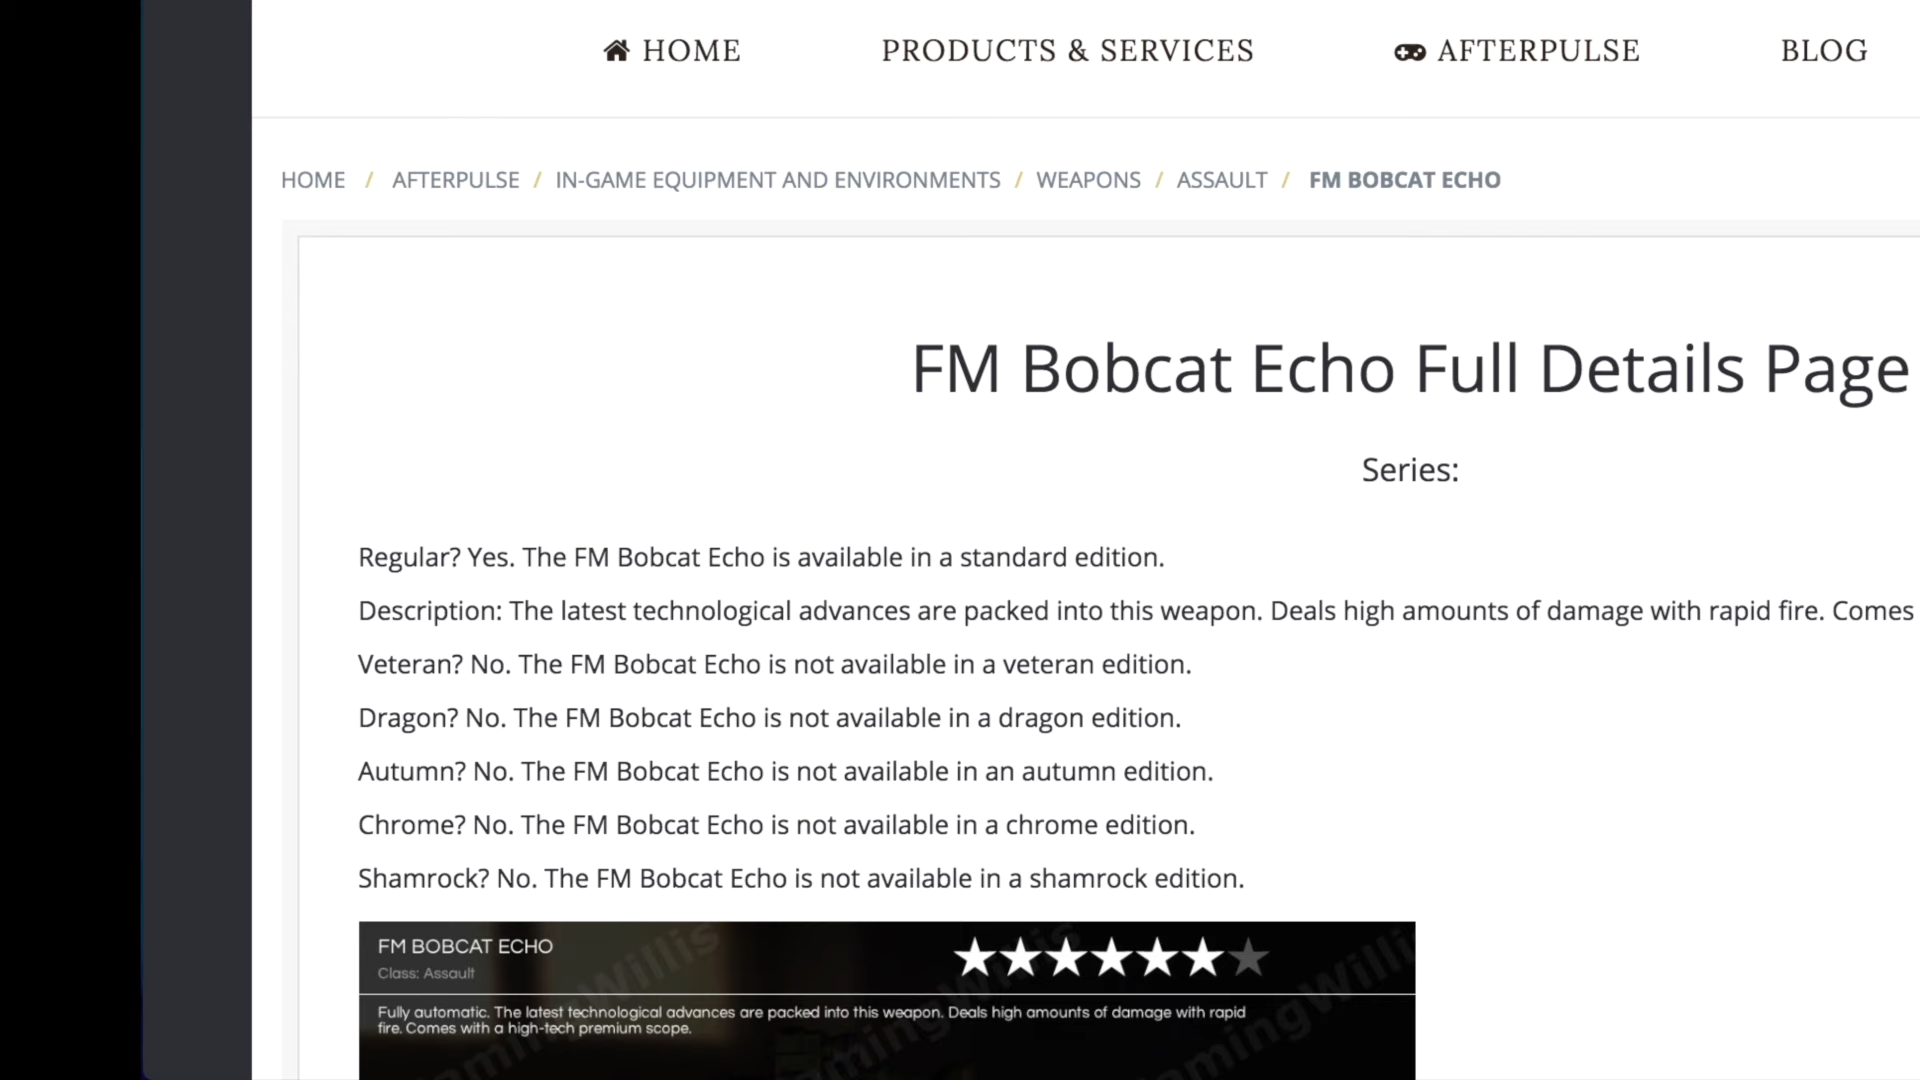 HOME PRODUCTS & SERVICES AFTERPULSE BLOG
HOME / AFTERPULSE / IN-GAME EQUIPMENT AND ENVIRONMENTS / WEAPONS / ASSAULT / FM BOBCAT ECHO
FM Bobcat Echo Full Details Page
Series:
Regular? Yes. The FM Bobcat Echo is available in a standard edition.
Description: The latest technological advances are packed into this weapon. Deals high amounts of damage with rapid fire. Comes
Veteran? No. The FM Bobcat Echo is not available in a veteran edition.
Dragon? No. The FM Bobcat Echo is not available in a dragon edition.
Autumn? No. The FM Bobcat Echo is not available in an autumn edition.
Chrome? No. The FM Bobcat Echo is not available in a chrome edition.
Shamrock? No. The FM Bobcat Echo is not available in a shamrock edition.
FM BOBCAT ECHO
Class: Assault
Fully automatic. The latest technological advances are packed into this weapon. Deals high amounts of damage with rapid
fire. Comes with a high-tech premium scope.